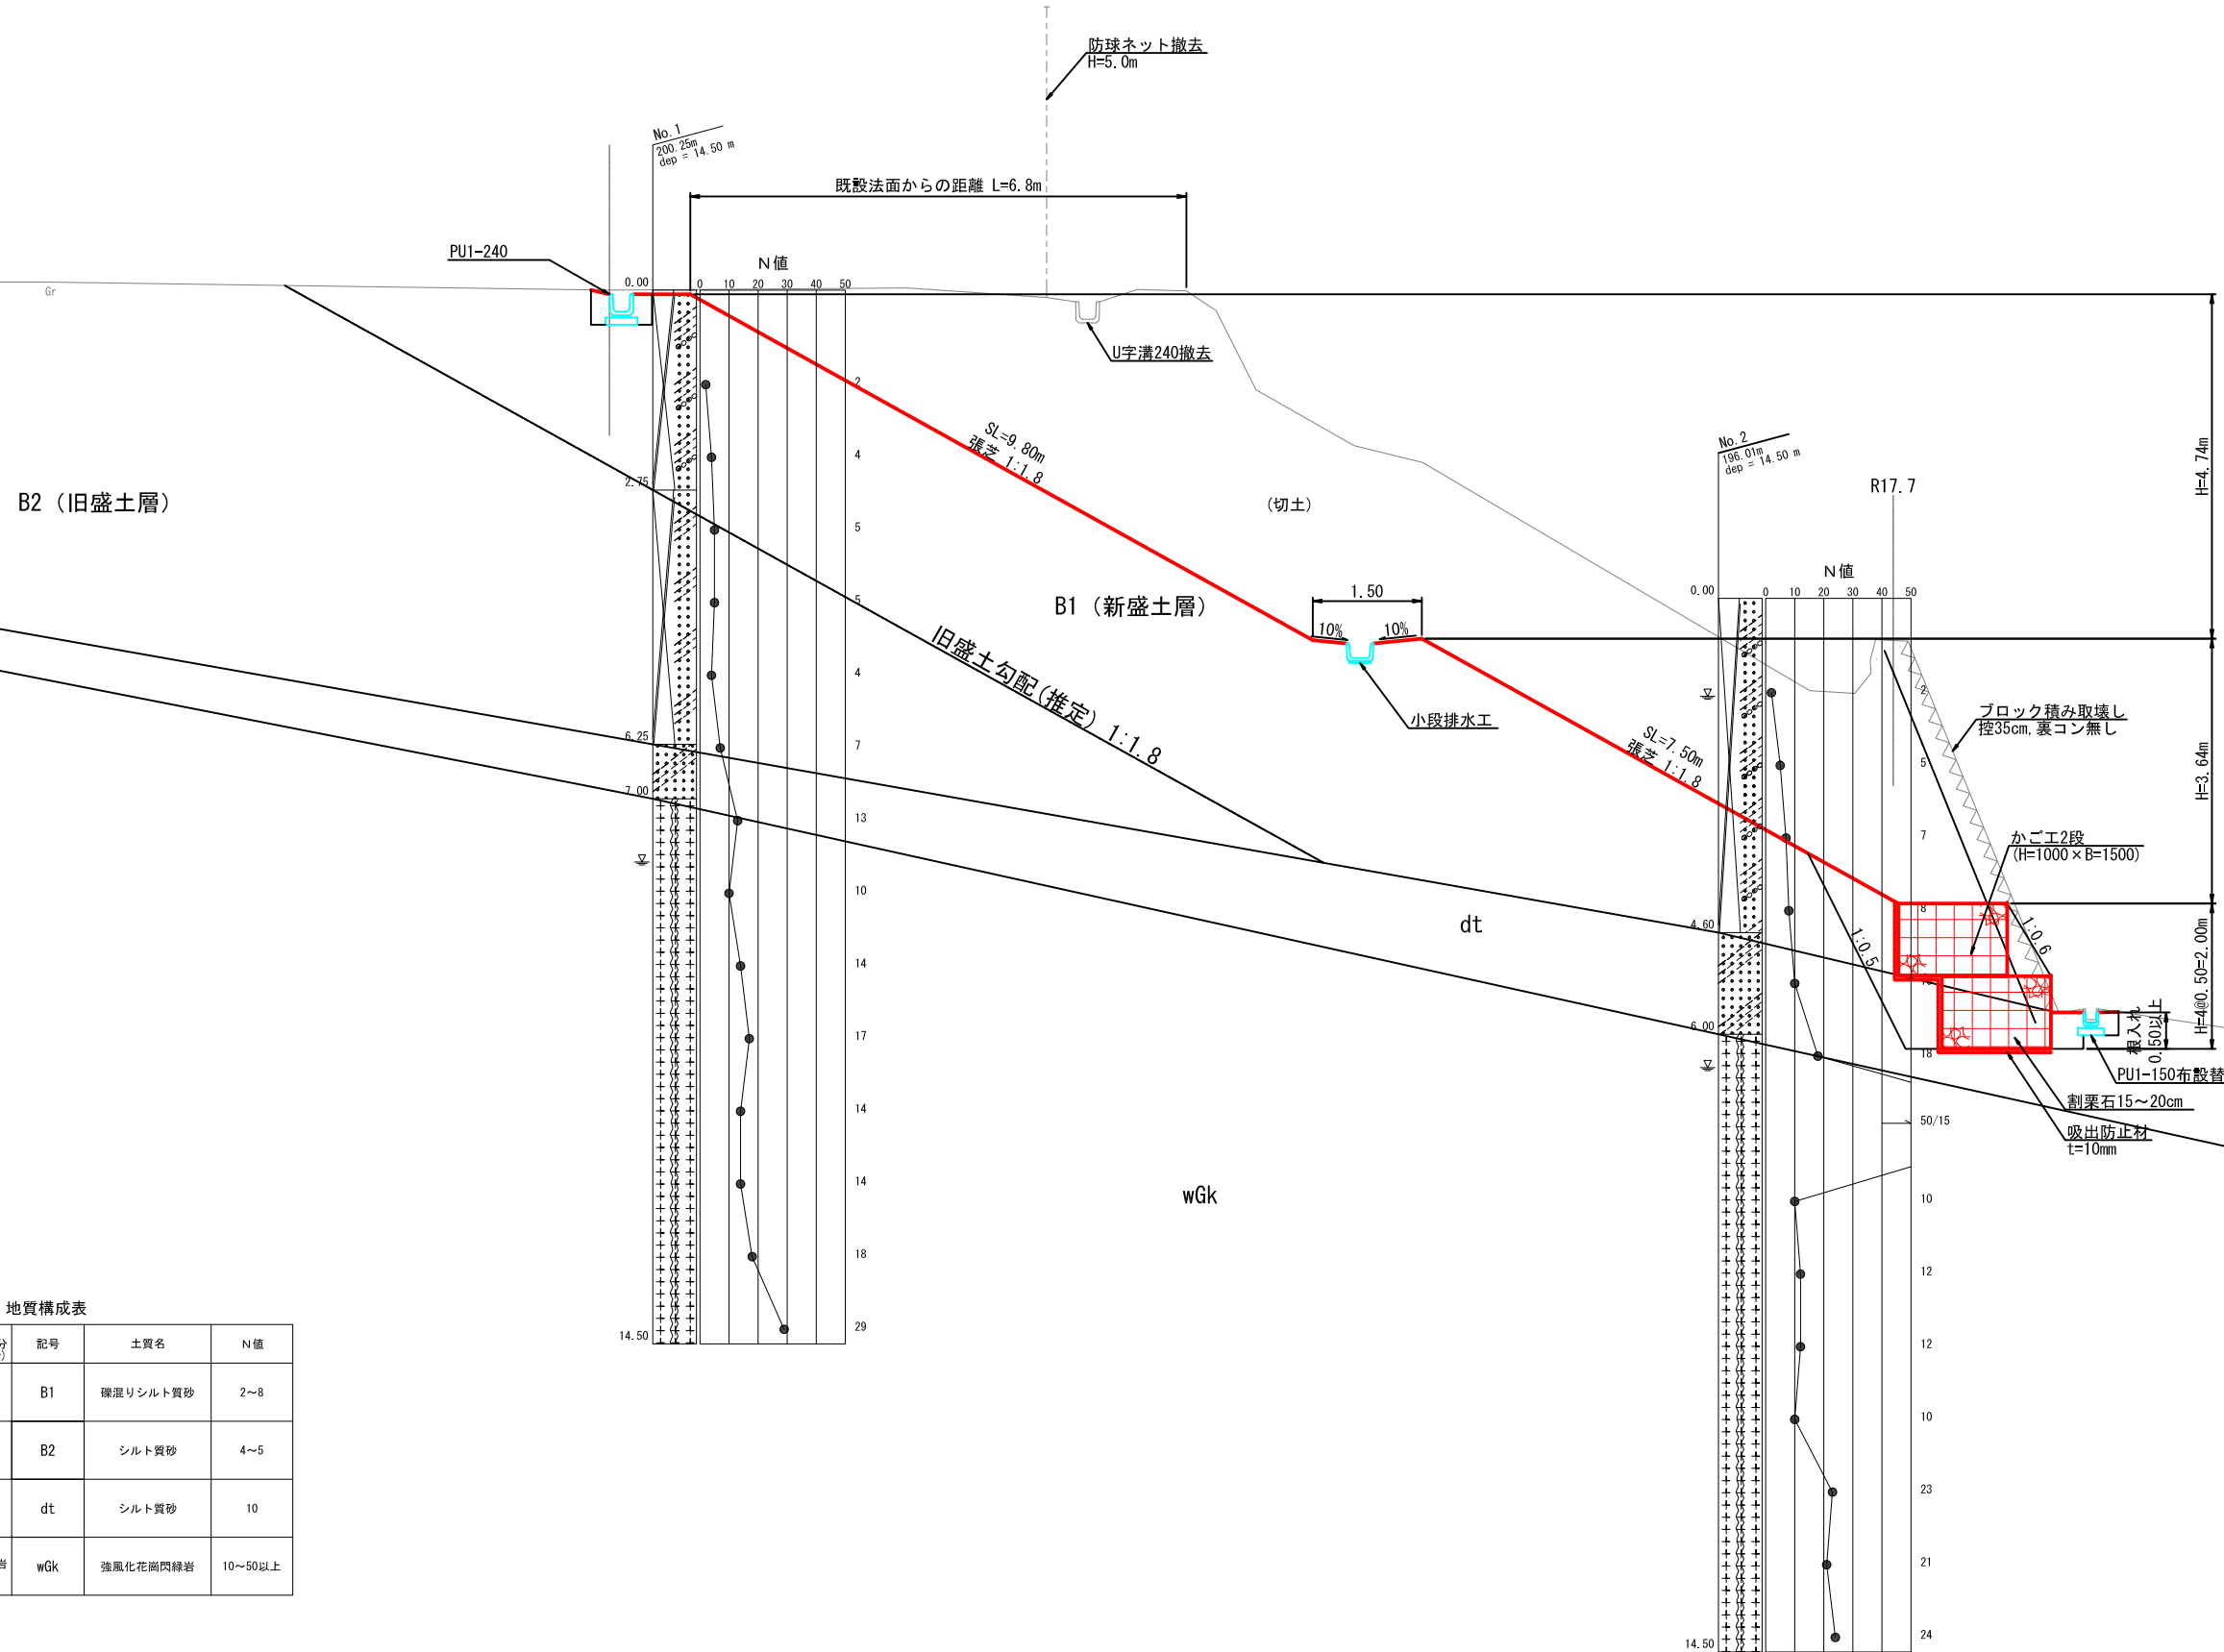 防球ネット撤去
H=5.0m
No.1
200.25m
dep = 14.50 m
既設法面からの距離 L=6.8m
PU1-240
N値
0.00
0 10 20 30 40 50
Gr
U字溝240撤去
2
4
5
5
4
7
13
10
14
17
14
14
18
29
2.75
6.25
7.00
14.50
SL=9.80m
張芝 1:1.8
B2（旧盛土層）
（切土）
B1（新盛土層）
旧盛土勾配(推定) 1:1.8
1.50
10% 10%
小段排水工
No.2
196.01m
dep = 14.50 m
R17.7
N値
0.00
0 10 20 30 40 50
H=4.74m
SL=7.50m
張芝 1:1.8
2
5
7
8
18
50/15
10
12
12
10
23
21
24
4.60
6.00
14.50
ブロック積み取壊し
控35cm,裏コン無し
H=3.64m
かご工2段
(H=1000×B=1500)
1:0.5
1:0.6
H=4@0.50=2.00m
根入れ
0.50以上
PU1-150布設替
割栗石15～20cm
吸出防止材
t=10mm
dt
wGk
地質構成表
分 記号 土質名 N値
B1 礫混りシルト質砂 2～8
B2 シルト質砂 4～5
dt シルト質砂 10
岩 wGk 強風化花崗閃緑岩 10～50以上